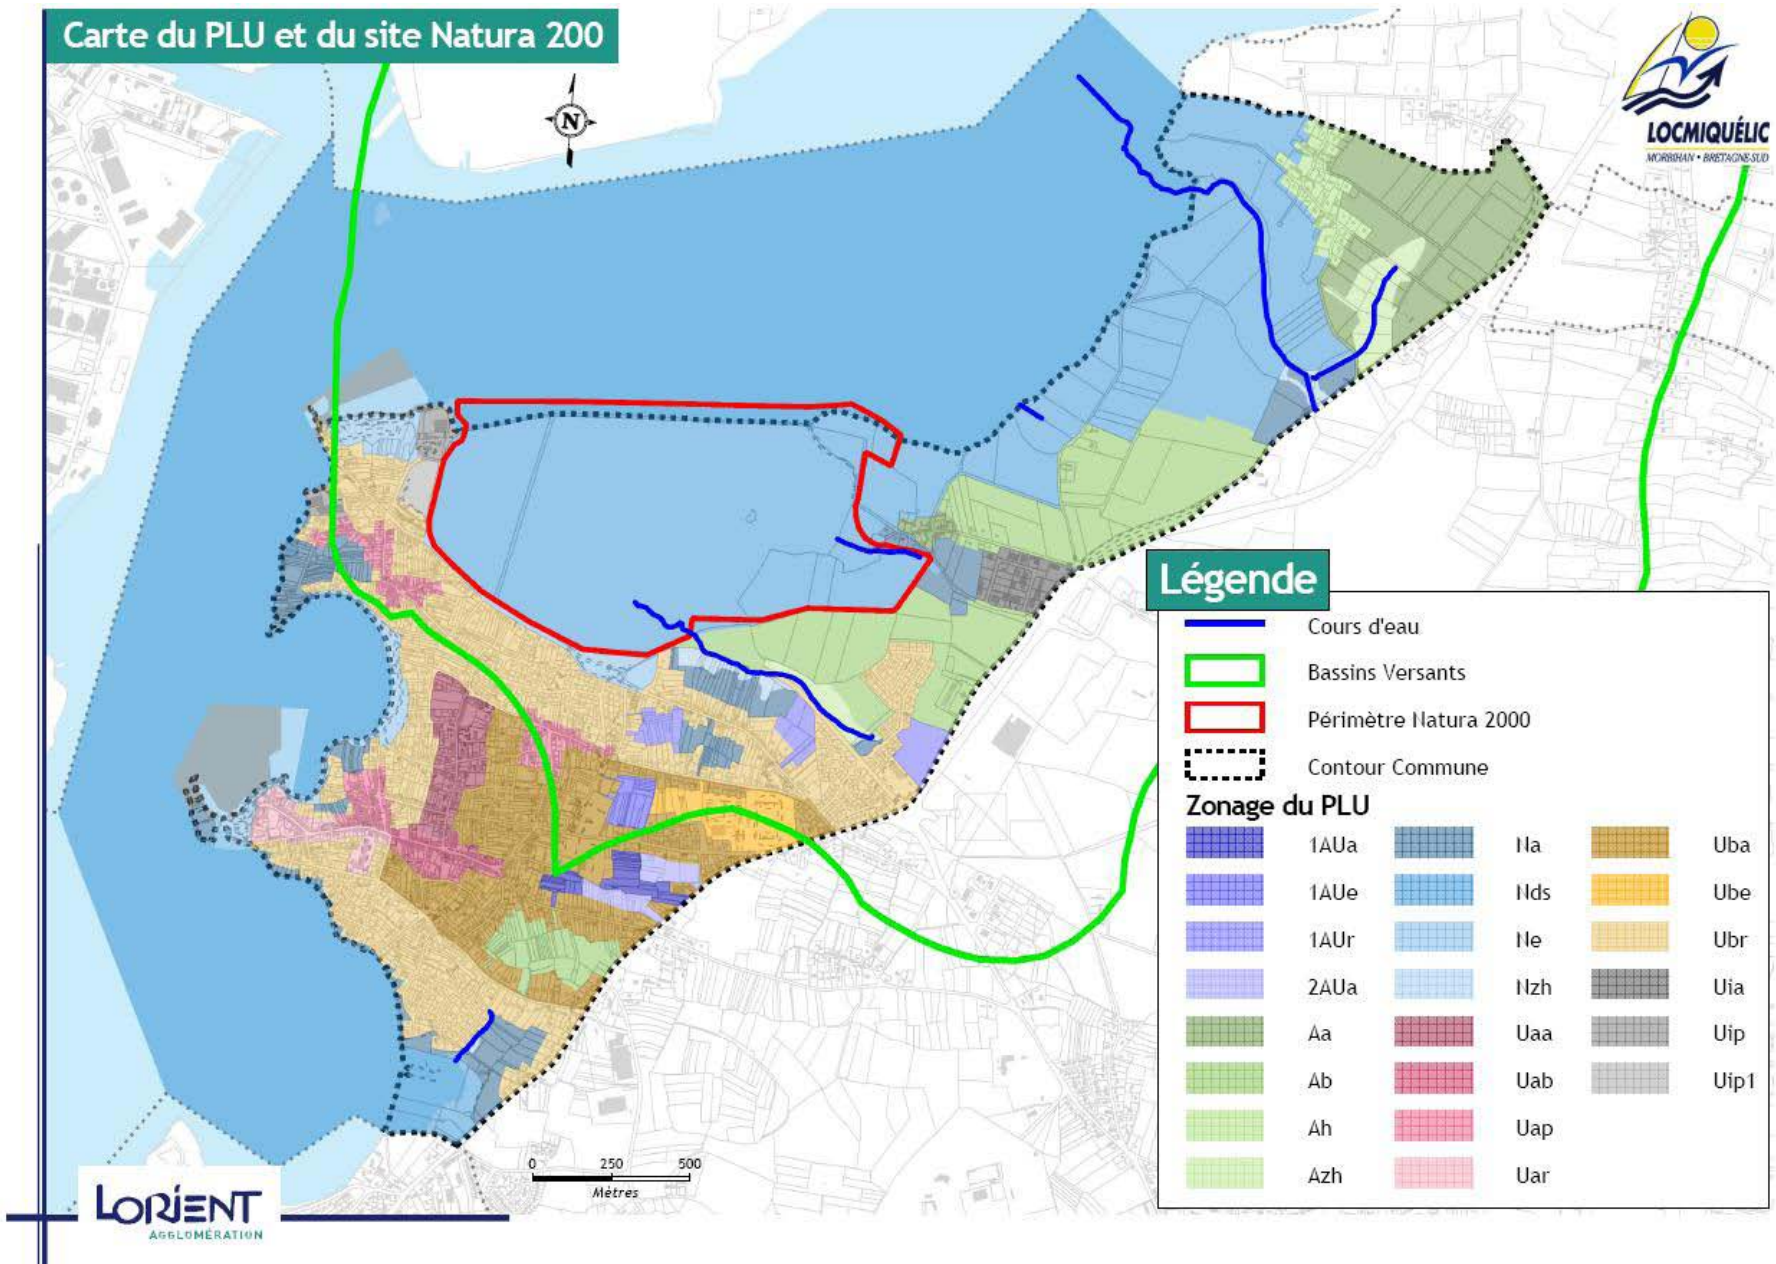 Carte du PLU et du site Natura 200
N
LOCMIQUÉLIC
MORBIHAN • BRETAGNE-SUD
Légende
Cours d'eau
Bassins Versants
Périmètre Natura 2000
Contour Commune
Zonage du PLU
1AUa Na Uba
1AUe Nds Ube
1AUr Ne Ubr
2AUa Nzh Uia
Aa Uaa Uip
Ab Uab Uip1
Ah Uap
Azh Uar
0 250 500
Mètres
LORIENT
AGGLOMÉRATION